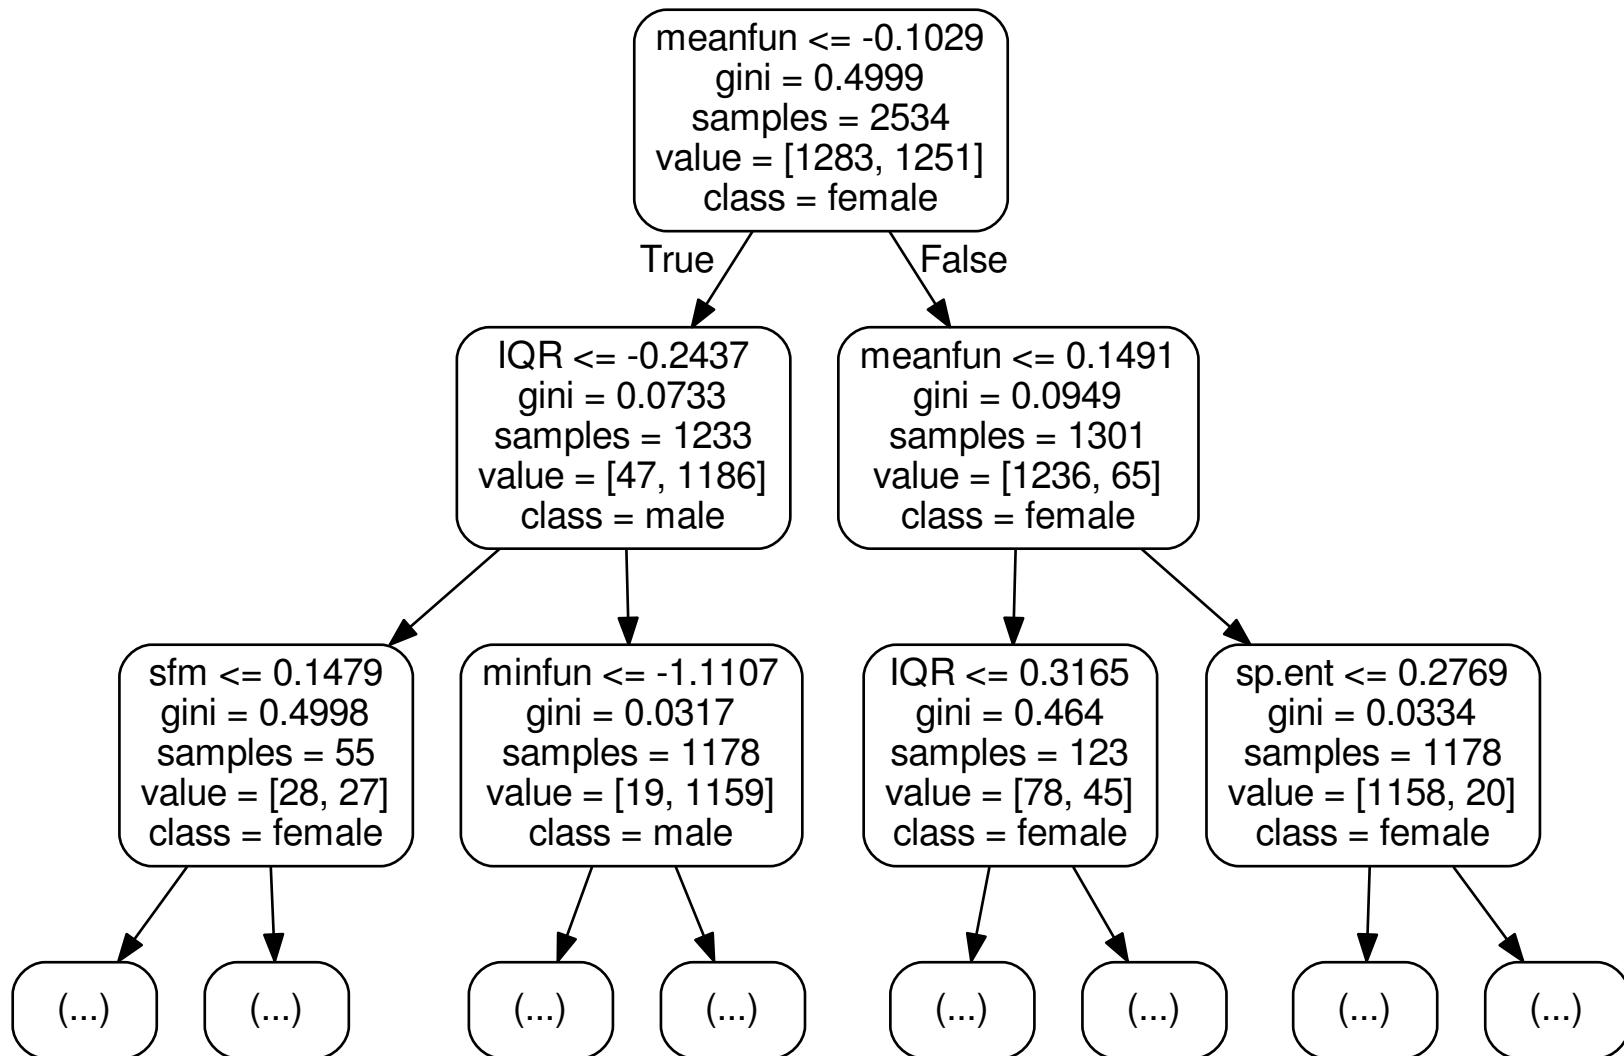 meanfun <= -0.1029
gini = 0.4999
samples = 2534
value = [1283, 1251]
class = female
True
False
IQR <= -0.2437
gini = 0.0733
samples = 1233
value = [47, 1186]
class = male
meanfun <= 0.1491
gini = 0.0949
samples = 1301
value = [1236, 65]
class = female
sfm <= 0.1479
gini = 0.4998
samples = 55
value = [28, 27]
class = female
minfun <= -1.1107
gini = 0.0317
samples = 1178
value = [19, 1159]
class = male
IQR <= 0.3165
gini = 0.464
samples = 123
value = [78, 45]
class = female
sp.ent <= 0.2769
gini = 0.0334
samples = 1178
value = [1158, 20]
class = female
(...)
(...)
(...)
(...)
(...)
(...)
(...)
(...)